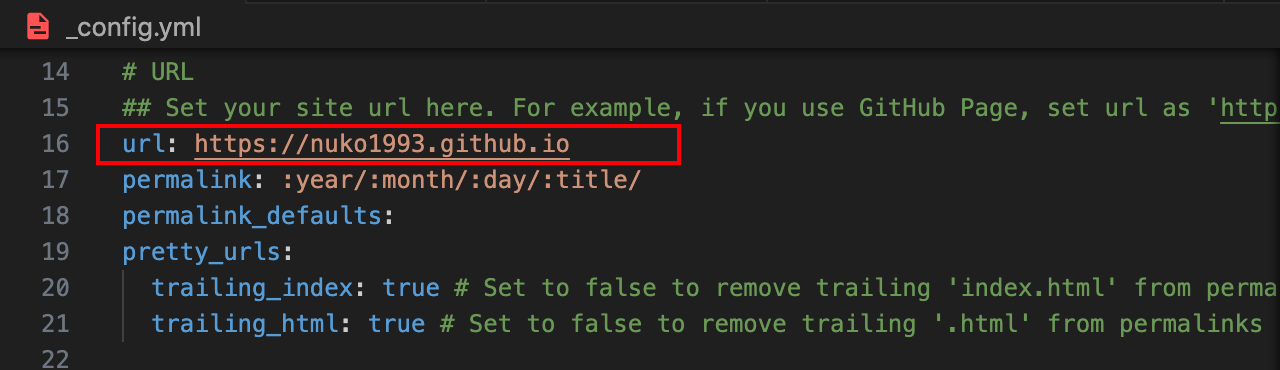 _config.yml
14 # URL
15 ## Set your site url here. For example, if you use GitHub Page, set url as 'http
16 url: https://nuko1993.github.io
17 permalink: :year/:month/:day/:title/
18 permalink_defaults:
19 pretty_urls:
20 trailing_index: true # Set to false to remove trailing 'index.html' from perma
21 trailing_html: true # Set to false to remove trailing '.html' from permalinks
22